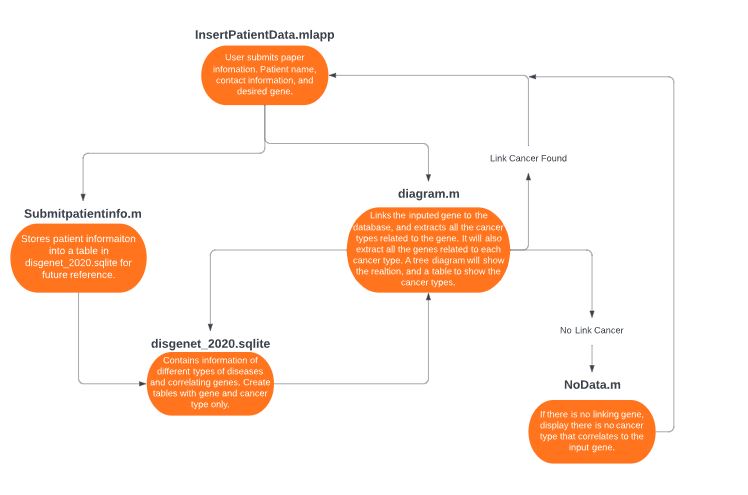 InsertPatientData.mlapp
User submits paper
infomation. Patient name,
contact information, and
desired gene.
Link Cancer Found
diagram.m
Links the inputed gene to the
database, and extracts all the cancer
types related to the gene. It will also
extract all the genes related to each
cancer type. A tree diagram will show
the realtion, and a table to show the
cancer types.
Submitpatientinfo.m
Stores patient informaiton
into a table in
disgenet_2020.sqlite for
future reference.
disgenet_2020.sqlite
Contains information of
different types of diseases
and correlating genes. Create
tables with gene and cancer
type only.
No Link Cancer
NoData.m
If there is no linking gene,
display there is no cancer
type that correlates to the
input gene.